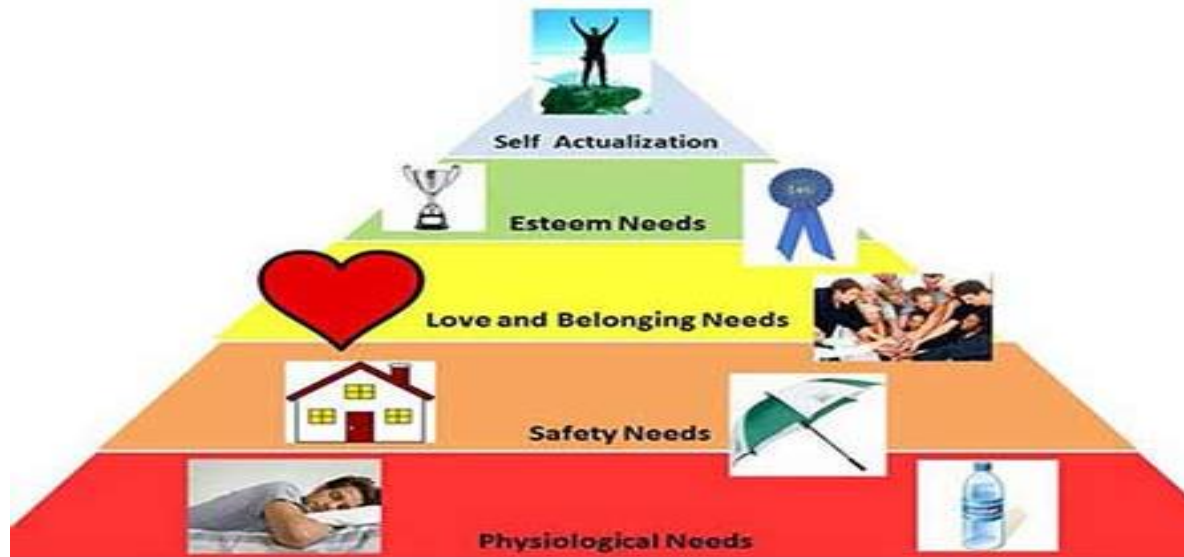 Self Actualization
Esteem Needs
Love and Belonging Needs
Safety Needs
Physiological Needs